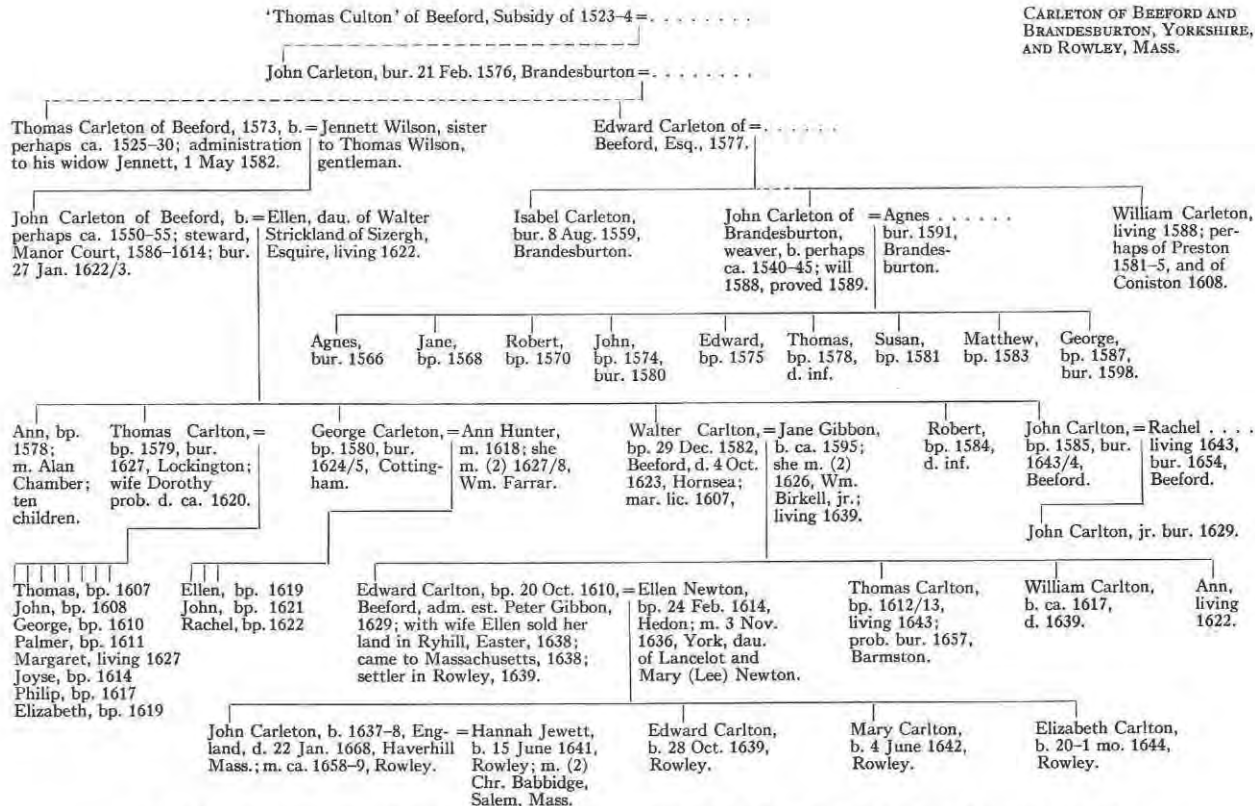 'Thomas Culton' of Beeford, Subsidy of 1523–4 = . . . . . . . .
CARLETON OF BEEFORD AND
BRANDESBURTON, YORKSHIRE,
AND ROWLEY, MASS.
John Carleton, bur. 21 Feb. 1576, Brandesburton = . . . . . . . .
Thomas Carleton of Beeford, 1573, b.
perhaps ca. 1525–30; administration
to his widow Jennett, 1 May 1582.
= Jennett Wilson, sister
to Thomas Wilson,
gentleman.
Edward Carleton of
Beeford, Esq., 1577.
= . . . . . .
John Carleton of Beeford, b.
perhaps ca. 1550–55; steward,
Manor Court, 1586–1614; bur.
27 Jan. 1622/3.
= Ellen, dau. of Walter
Strickland of Sizergh,
Esquire, living 1622.
Isabel Carleton,
bur. 8 Aug. 1559,
Brandesburton.
John Carleton of
Brandesburton,
weaver, b. perhaps
ca. 1540–45; will
1588, proved 1589.
= Agnes . . . . . .
bur. 1591,
Brandes-
burton.
William Carleton,
living 1588; per-
haps of Preston
1581–5, and of
Coniston 1608.
Agnes,
bur. 1566
Jane,
bp. 1568
Robert,
bp. 1570
John,
bp. 1574,
bur. 1580
Edward,
bp. 1575
Thomas,
bp. 1578,
d. inf.
Susan,
bp. 1581
Matthew,
bp. 1583
George,
bp. 1587,
bur. 1598.
Ann, bp.
1578;
m. Alan
Chamber;
ten
children.
Thomas Carlton, =
bp. 1579, bur.
1627, Lockington;
wife Dorothy
prob. d. ca. 1620.
George Carleton,
bp. 1580, bur.
1624/5, Cotting-
ham.
= Ann Hunter,
m. 1618; she
m. (2) 1627/8,
Wm. Farrar.
Walter Carlton,
bp. 29 Dec. 1582,
Beeford, d. 4 Oct.
1623, Hornsea;
mar. lic. 1607,
= Jane Gibbon,
b. ca. 1595;
she m. (2)
1626, Wm.
Birkell, jr.;
living 1639.
Robert,
bp. 1584,
d. inf.
John Carlton,
bp. 1585, bur.
1643/4,
Beeford.
= Rachel . . . .
living 1643,
bur. 1654,
Beeford.
John Carlton, jr. bur. 1629.
Thomas, bp. 1607
John, bp. 1608
George, bp. 1610
Palmer, bp. 1611
Margaret, living 1627
Joyse, bp. 1614
Philip, bp. 1617
Elizabeth, bp. 1619
Ellen, bp. 1619
John, bp. 1621
Rachel, bp. 1622
Edward Carlton, bp. 20 Oct. 1610,
Beeford, adm. est. Peter Gibbon,
1629; with wife Ellen sold her
land in Ryhill, Easter, 1638;
came to Massachusetts, 1638;
settler in Rowley, 1639.
= Ellen Newton,
bp. 24 Feb. 1614,
Hedon; m. 3 Nov.
1636, York, dau.
of Lancelot and
Mary (Lee) Newton.
Thomas Carlton,
bp. 1612/13,
living 1643;
prob. bur. 1657,
Barmston.
William Carlton,
b. ca. 1617,
d. 1639.
Ann,
living
1622.
John Carleton, b. 1637–8, Eng-
land, d. 22 Jan. 1668, Haverhill
Mass.; m. ca. 1658–9, Rowley.
= Hannah Jewett,
b. 15 June 1641,
Rowley; m. (2)
Chr. Babbidge,
Salem, Mass.
Edward Carlton,
b. 28 Oct. 1639,
Rowley.
Mary Carlton,
b. 4 June 1642,
Rowley.
Elizabeth Carlton,
b. 20–1 mo. 1644,
Rowley.